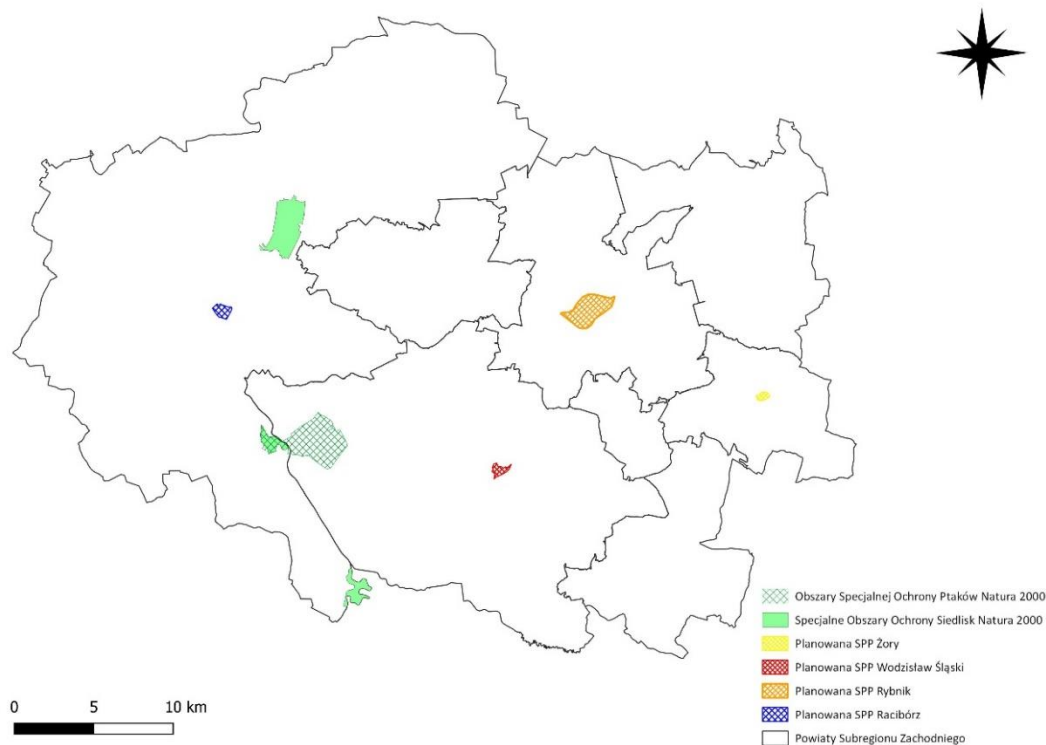 Obszary Specjalnej Ochrony Ptaków Natura 2000
Specjalne Obszary Ochrony Siedlisk Natura 2000
Planowana SPP Żory
Planowana SPP Wodzisław Śląski
Planowana SPP Rybnik
Planowana SPP Racibórz
Powiaty Subregionu Zachodniego
0 5 10 km